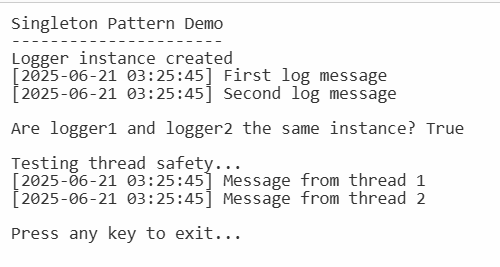 Singleton Pattern Demo
----------------------
Logger instance created
[2025-06-21 03:25:45] First log message
[2025-06-21 03:25:45] Second log message
Are logger1 and logger2 the same instance? True
Testing thread safety...
[2025-06-21 03:25:45] Message from thread 1
[2025-06-21 03:25:45] Message from thread 2
Press any key to exit...